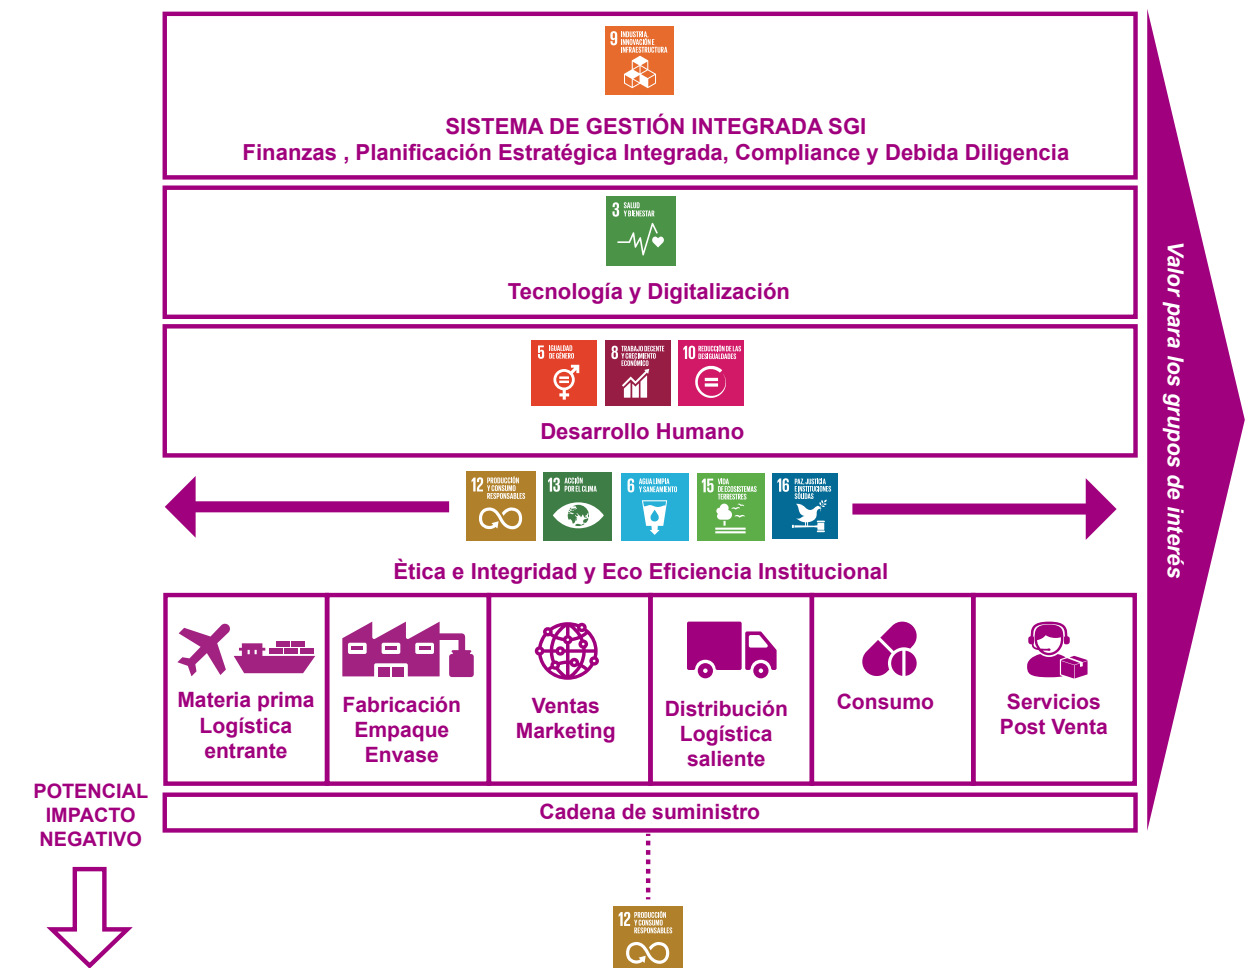 9 INDUSTRIA,
INNOVACIÓN E
INFRAESTRUCTURA
SISTEMA DE GESTIÓN INTEGRADA SGI
Finanzas , Planificación Estratégica Integrada, Compliance y Debida Diligencia
3 SALUD
Y BIENESTAR
Tecnología y Digitalización
5 IGUALDAD
DE GÉNERO
8 TRABAJO DECENTE
Y CRECIMIENTO
ECONÓMICO
10 REDUCCIÓN DE LAS
DESIGUALDADES
Desarrollo Humano
12 PRODUCCIÓN
Y CONSUMO
RESPONSABLES
13 ACCIÓN
POR EL CLIMA
6 AGUA LIMPIA
Y SANEAMIENTO
15 VIDA
DE ECOSISTEMAS
TERRESTRES
16 PAZ, JUSTICIA
E INSTITUCIONES
SÓLIDAS
Ètica e Integridad y Eco Eficiencia Institucional
Materia prima
Logística
entrante
Fabricación
Empaque
Envase
Ventas
Marketing
Distribución
Logística
saliente
Consumo
Servicios
Post Venta
Cadena de suministro
Valor para los grupos de interés
POTENCIAL
IMPACTO
NEGATIVO
12 PRODUCCIÓN
Y CONSUMO
RESPONSABLES